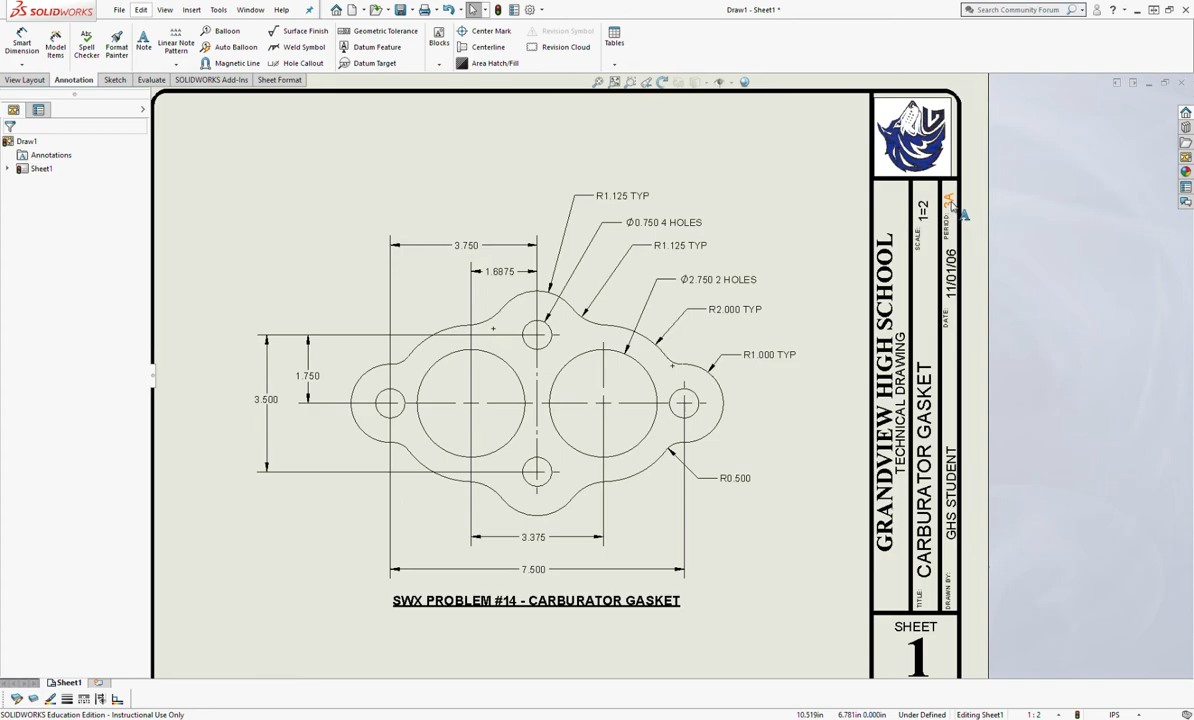 SOLIDWORKS
File
Edit
View
Insert
Tools
Window
Help
Draw1 - Sheet1 *
Search Community Forum
Smart Dimension
Model Items
Spell Checker
Format Painter
Note
Linear Note Pattern
Balloon
Auto Balloon
Magnetic Line
Surface Finish
Weld Symbol
Hole Callout
Geometric Tolerance
Datum Feature
Datum Target
Blocks
Center Mark
Centerline
Area Hatch/Fill
Revision Symbol
Revision Cloud
Tables
View Layout
Annotation
Sketch
Evaluate
SOLIDWORKS Add-Ins
Sheet Format
Draw1
Annotations
Sheet1
R1.125 TYP
Ø0.750 4 HOLES
R1.125 TYP
Ø2.750 2 HOLES
R2.000 TYP
R1.000 TYP
3.750
1.6875
1.750
3.500
R0.500
3.375
7.500
SWX PROBLEM #14 - CARBURATOR GASKET
GRANDVIEW HIGH SCHOOL
TECHNICAL DRAWING
SCALE: 1=2
TITLE: CARBURATOR GASKET
PERIOD:
DATE: 11/01/06
DRAWN BY: GHS STUDENT
SHEET
1
Sheet1
SOLIDWORKS Education Edition - Instructional Use Only
10.519in
6.781in 0.000in
Under Defined
Editing Sheet1
1 : 2
IPS